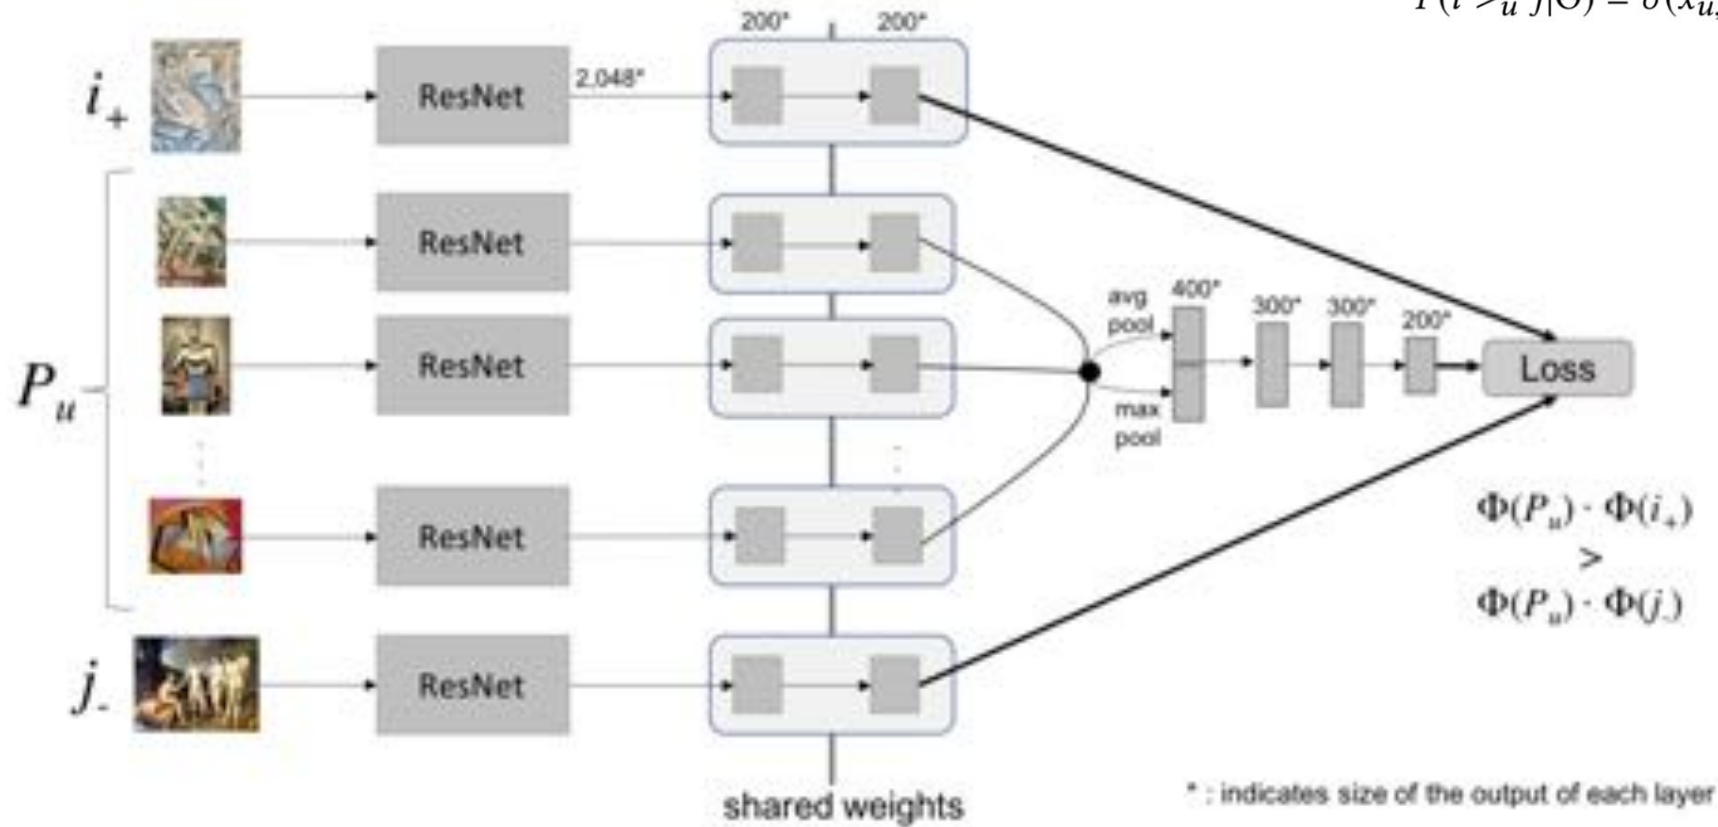 200* 200*
i₊ ResNet 2,048*
ResNet
P_u ResNet
ResNet
j₋ ResNet
avg pool
max pool
400* 300* 300* 200*
Loss
Φ(P_u) · Φ(i₊)
>
Φ(P_u) · Φ(j₋)
shared weights
* : indicates size of the output of each layer